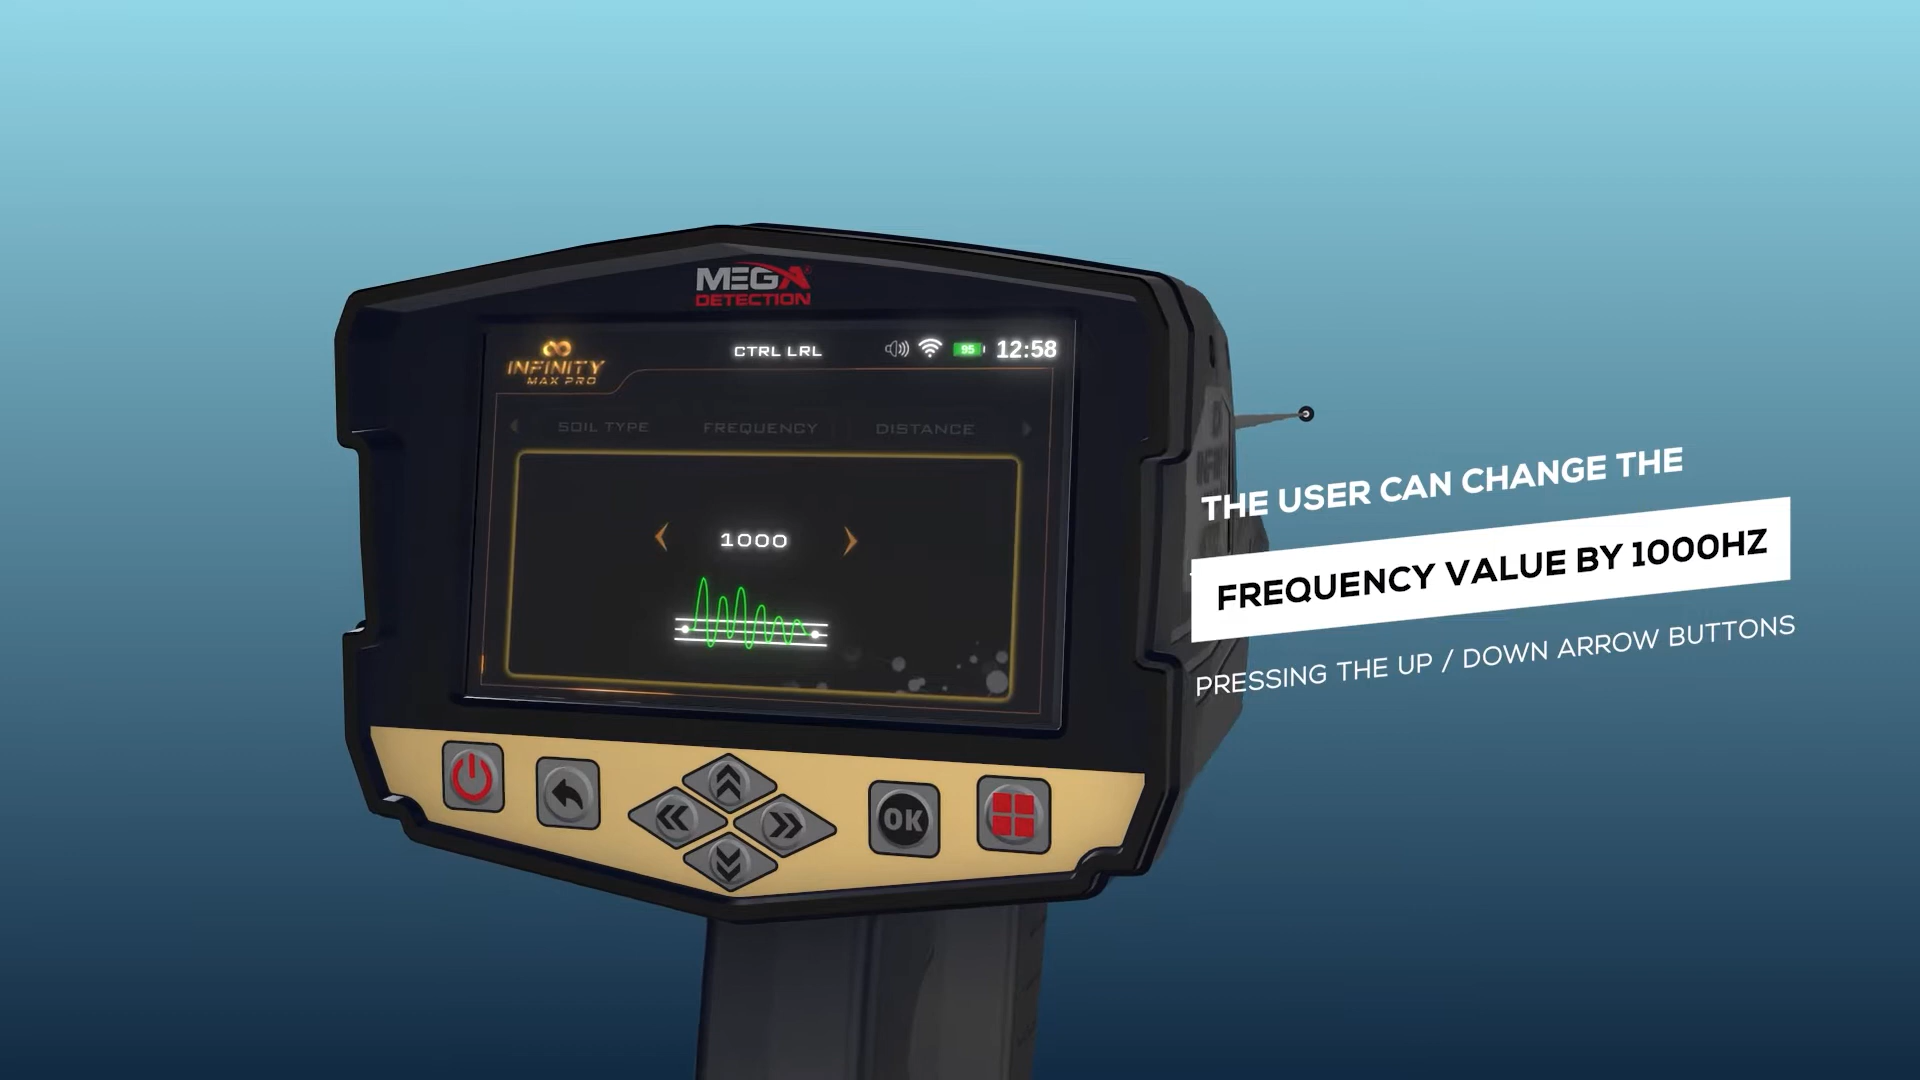 MEGA
DETECTION
INFINITY
MAX PRO
CTRL LRL
95
12:58
SOIL TYPE
FREQUENCY
DISTANCE
1000
THE USER CAN CHANGE THE
FREQUENCY VALUE BY 1000HZ
PRESSING THE UP / DOWN ARROW BUTTONS
OK